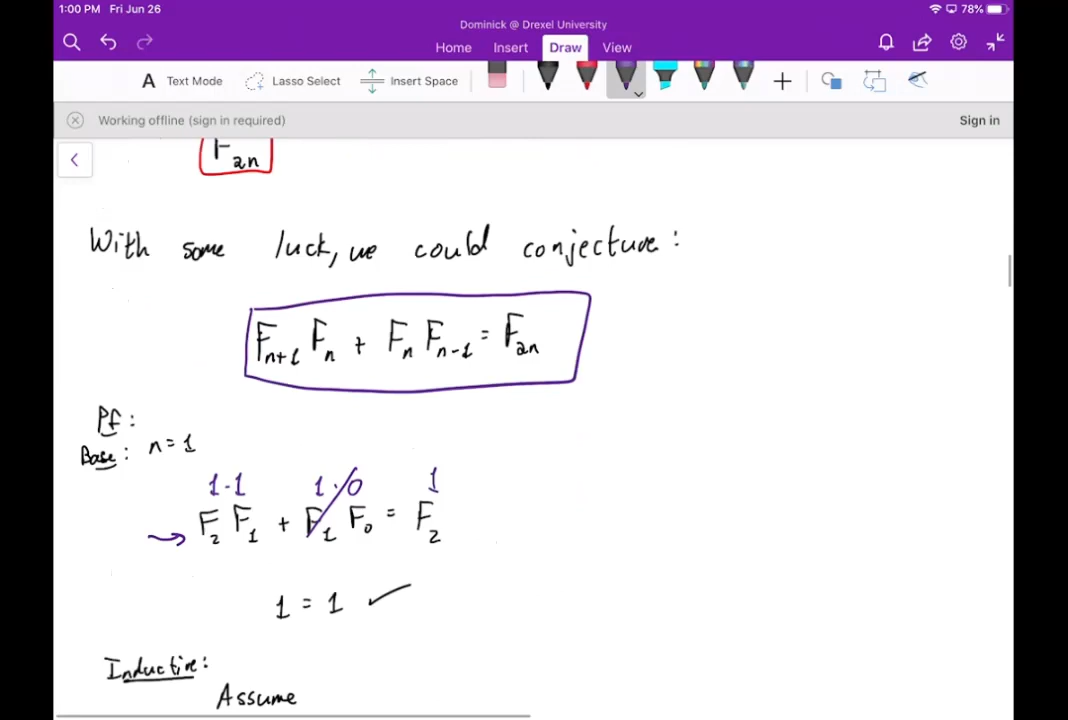 1:00 PM Fri Jun 26
78%
Dominick @ Drexel University
Home Insert Draw View
A Text Mode Lasso Select Insert Space
Working offline (sign in required) Sign in
F₂ₙ
With some luck, we could conjecture:
Fₙ₊₁ Fₙ + Fₙ Fₙ₋₁ = F₂ₙ
Pf:
Base: n=1
1·1 1·0 1
F₂ F₁ + F₁ F₀ = F₂
1 = 1 ✓
Inductive:
Assume